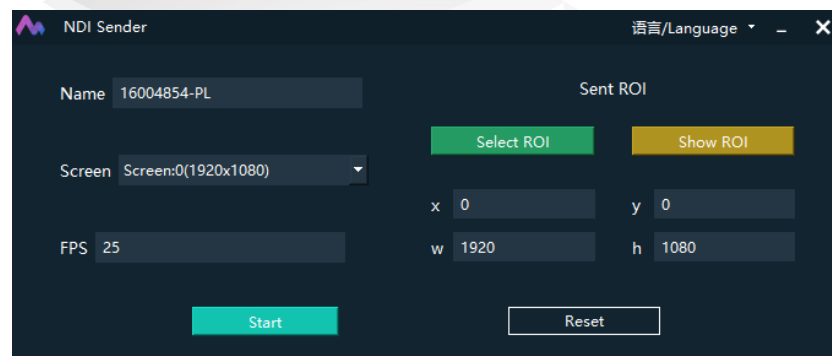 NDI Sender
语言/Language
Name 16004854-PL
Sent ROI
Select ROI Show ROI
Screen Screen:0(1920x1080)
x 0 y 0
FPS 25
w 1920 h 1080
Start
Reset